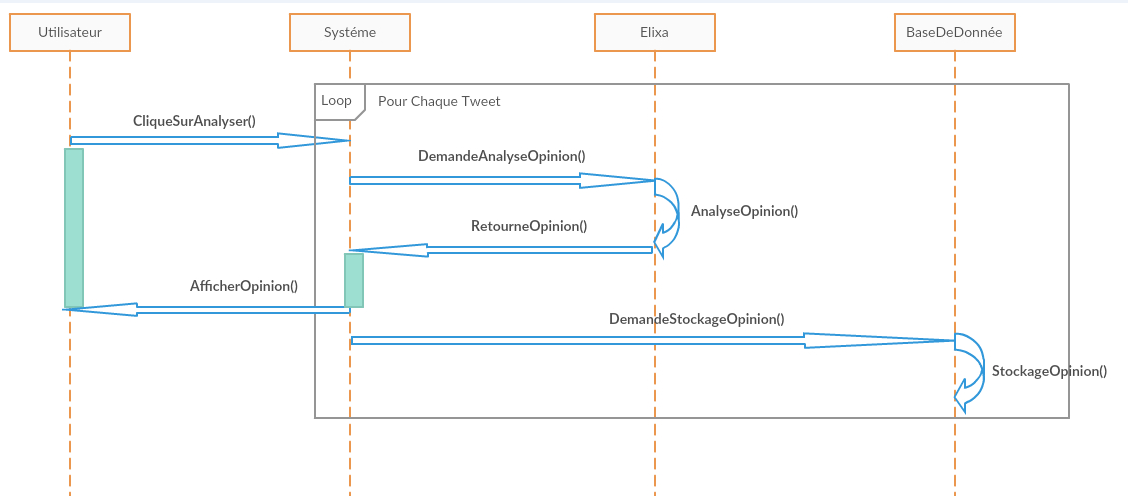 Utilisateur
Systéme
Elixa
BaseDeDonnée
Loop
Pour Chaque Tweet
CliqueSurAnalyser()
DemandeAnalyseOpinion()
AnalyseOpinion()
RetourneOpinion()
AfficherOpinion()
DemandeStockageOpinion()
StockageOpinion()